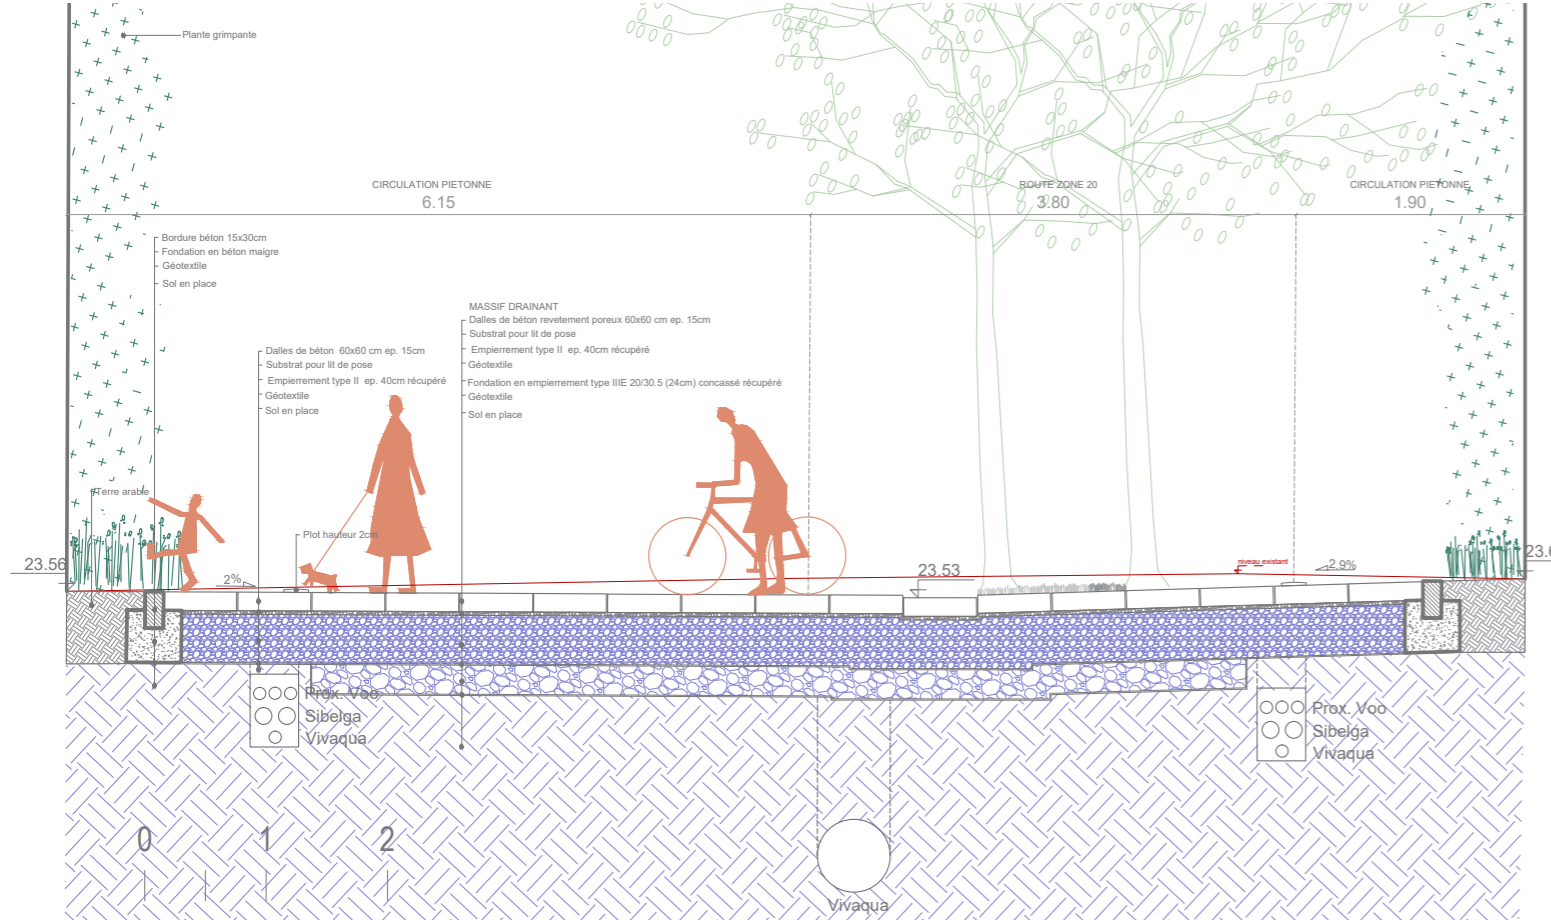 Plante grimpante
CIRCULATION PIETONNE
6.15
ROUTE ZONE 20
3.80
CIRCULATION PIETONNE
1.90
Bordure béton 15x30cm
Fondation en béton maigre
Géotextile
Sol en place
MASSIF DRAINANT
Dalles de béton revetement poreux 60x60 cm ep. 15cm
Substrat pour lit de pose
Empierrement type II ep. 40cm récupéré
Géotextile
Fondation en empierrement type IIIE 20/30.5 (24cm) concassé récupéré
Géotextile
Sol en place
Dalles de béton 60x60 cm ep. 15cm
Substrat pour lit de pose
Empierrement type II ep. 40cm récupéré
Géotextile
Sol en place
Terre arable
Plot hauteur 2cm
23.56
2%
23.53
niveau existant
2.9%
23.6
Prox. Voo
Sibelga
Vivaqua
Prox. Voo
Sibelga
Vivaqua
0 1 2
Vivaqua